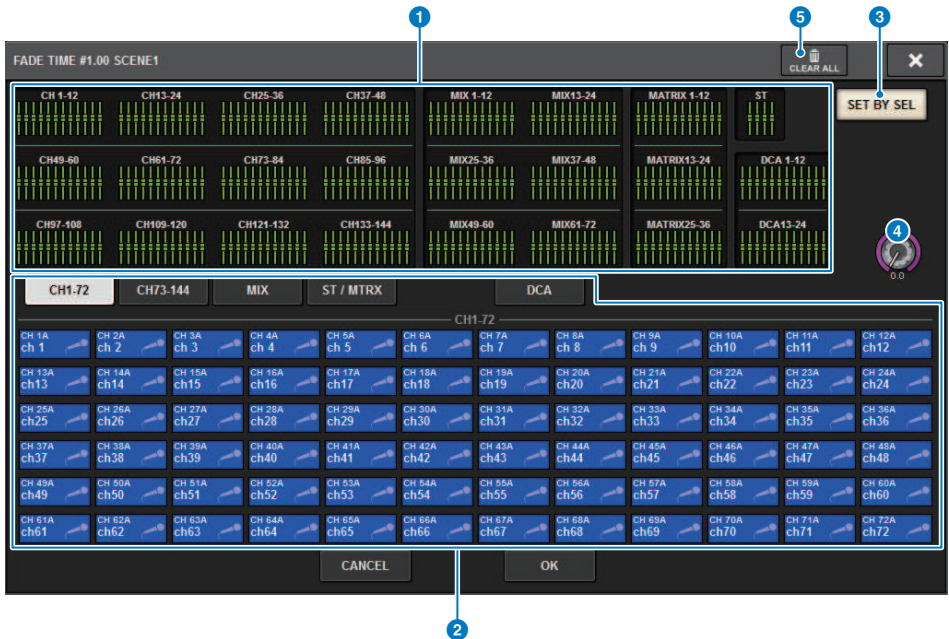 1 5 3
FADE TIME #1.00 SCENE1 CLEAR ALL
CH 1-12 CH13-24 CH25-36 CH37-48 MIX 1-12 MIX13-24 MATRIX 1-12 ST
SET BY SEL
CH49-60 CH61-72 CH73-84 CH85-96 MIX25-36 MIX37-48 MATRIX13-24 DCA 1-12
CH97-108 CH109-120 CH121-132 CH133-144 MIX49-60 MIX61-72 MATRIX25-36 DCA13-24
4
0.0
CH1-72 CH73-144 MIX ST / MTRX DCA
CH1-72
CH 1A CH 2A CH 3A CH 4A CH 5A CH 6A CH 7A CH 8A CH 9A CH 10A CH 11A CH 12A
ch 1 ch 2 ch 3 ch 4 ch 5 ch 6 ch 7 ch 8 ch 9 ch10 ch11 ch12
CH 13A CH 14A CH 15A CH 16A CH 17A CH 18A CH 19A CH 20A CH 21A CH 22A CH 23A CH 24A
ch13 ch14 ch15 ch16 ch17 ch18 ch19 ch20 ch21 ch22 ch23 ch24
CH 25A CH 26A CH 27A CH 28A CH 29A CH 30A CH 31A CH 32A CH 33A CH 34A CH 35A CH 36A
ch25 ch26 ch27 ch28 ch29 ch30 ch31 ch32 ch33 ch34 ch35 ch36
CH 37A CH 38A CH 39A CH 40A CH 41A CH 42A CH 43A CH 44A CH 45A CH 46A CH 47A CH 48A
ch37 ch38 ch39 ch40 ch41 ch42 ch43 ch44 ch45 ch46 ch47 ch48
CH 49A CH 50A CH 51A CH 52A CH 53A CH 54A CH 55A CH 56A CH 57A CH 58A CH 59A CH 60A
ch49 ch50 ch51 ch52 ch53 ch54 ch55 ch56 ch57 ch58 ch59 ch60
CH 61A CH 62A CH 63A CH 64A CH 65A CH 66A CH 67A CH 68A CH 69A CH 70A CH 71A CH 72A
ch61 ch62 ch63 ch64 ch65 ch66 ch67 ch68 ch69 ch70 ch71 ch72
CANCEL OK
2